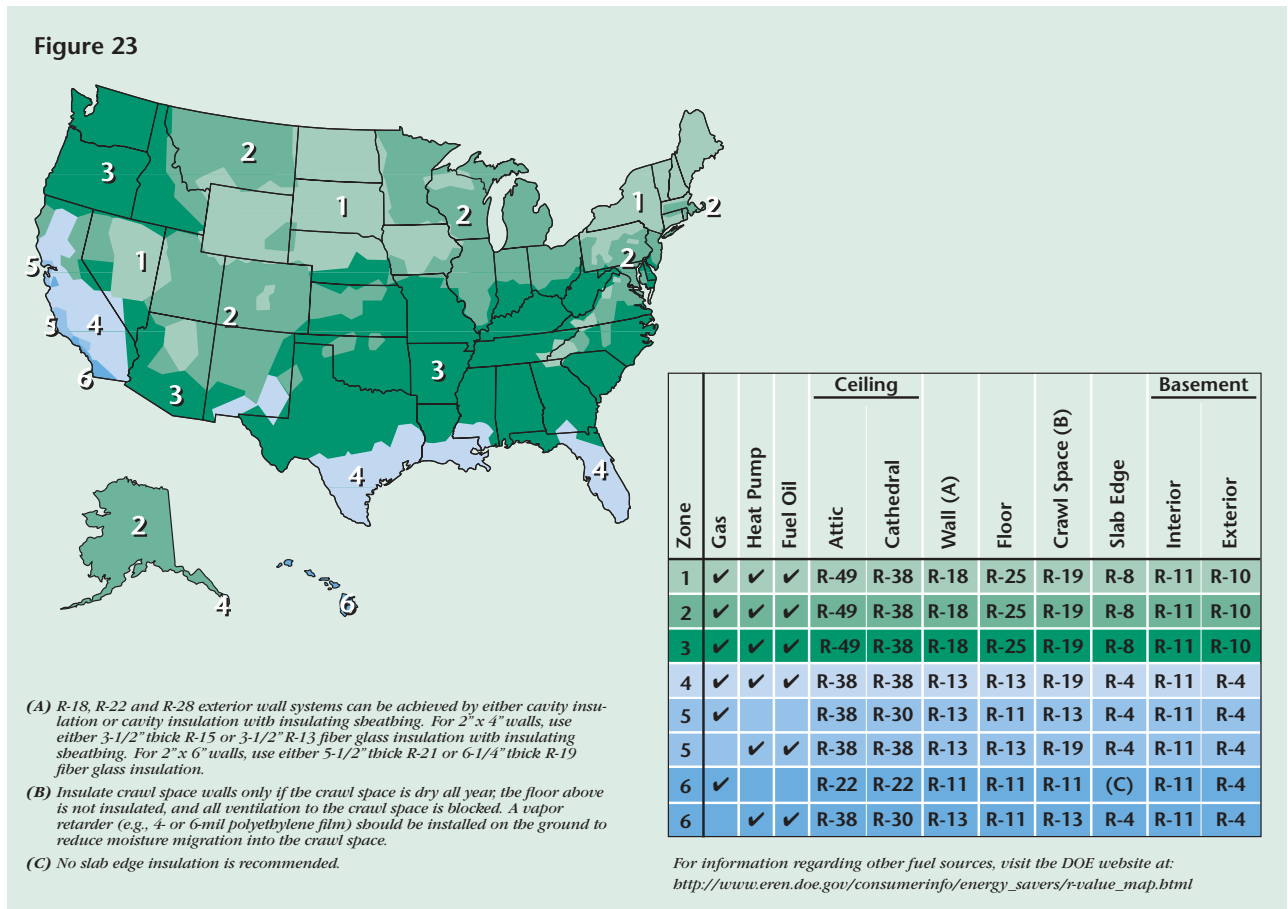 Figure 23
3
2
1
2
1
2
2
5
1
2
5
4
2
3
6
3
4
4
2
4
6
Ceiling
Basement
Zone
Gas
Heat Pump
Fuel Oil
Attic
Cathedral
Wall (A)
Floor
Crawl Space (B)
Slab Edge
Interior
Exterior
1 ✔ ✔ ✔ R-49 R-38 R-18 R-25 R-19 R-8 R-11 R-10
2 ✔ ✔ ✔ R-49 R-38 R-18 R-25 R-19 R-8 R-11 R-10
3 ✔ ✔ ✔ R-49 R-38 R-18 R-25 R-19 R-8 R-11 R-10
4 ✔ ✔ ✔ R-38 R-38 R-13 R-13 R-19 R-4 R-11 R-4
5 ✔ R-38 R-30 R-13 R-11 R-13 R-4 R-11 R-4
5 ✔ ✔ R-38 R-38 R-13 R-13 R-19 R-4 R-11 R-4
6 ✔ R-22 R-22 R-11 R-11 R-11 (C) R-11 R-4
6 ✔ ✔ R-38 R-30 R-13 R-11 R-13 R-4 R-11 R-4
(A) R-18, R-22 and R-28 exterior wall systems can be achieved by either cavity insu-
lation or cavity insulation with insulating sheathing. For 2" x 4" walls, use
either 3-1/2" thick R-15 or 3-1/2" R-13 fiber glass insulation with insulating
sheathing. For 2" x 6" walls, use either 5-1/2" thick R-21 or 6-1/4" thick R-19
fiber glass insulation.
(B) Insulate crawl space walls only if the crawl space is dry all year, the floor above
is not insulated, and all ventilation to the crawl space is blocked. A vapor
retarder (e.g., 4- or 6-mil polyethylene film) should be installed on the ground to
reduce moisture migration into the crawl space.
(C) No slab edge insulation is recommended.
For information regarding other fuel sources, visit the DOE website at:
http://www.eren.doe.gov/consumerinfo/energy_savers/r-value_map.html